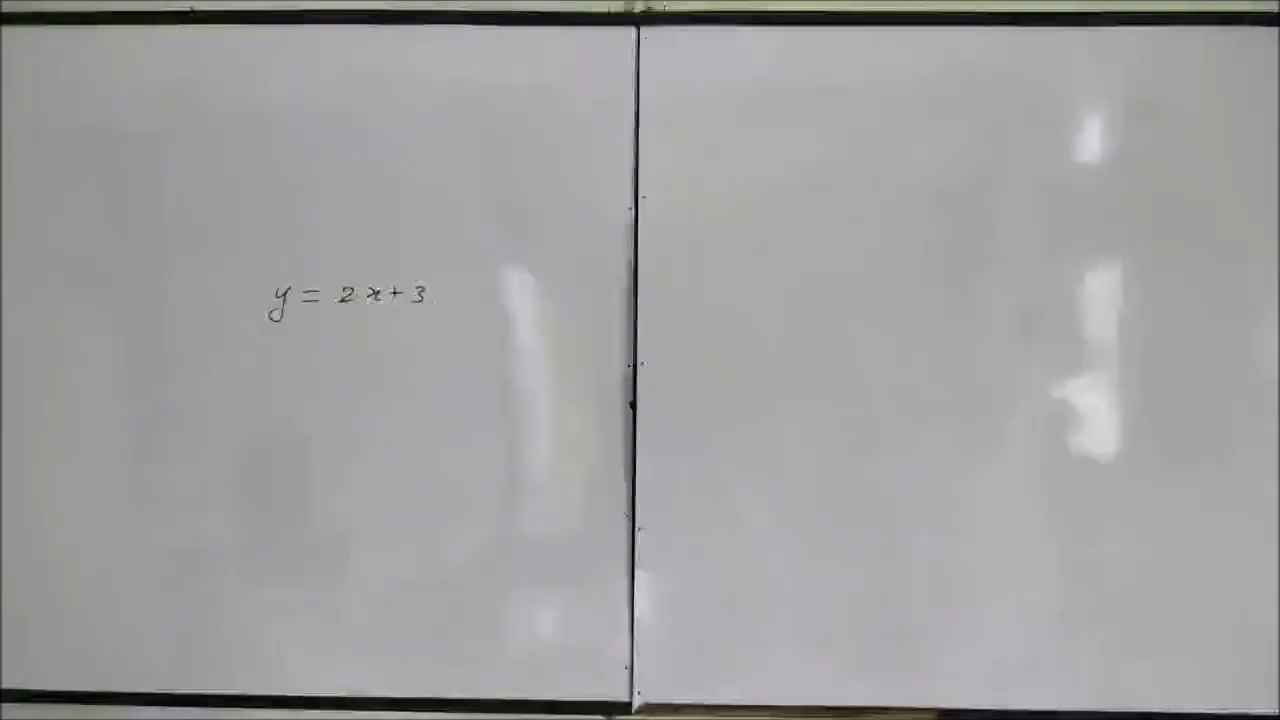 y = 2x+3